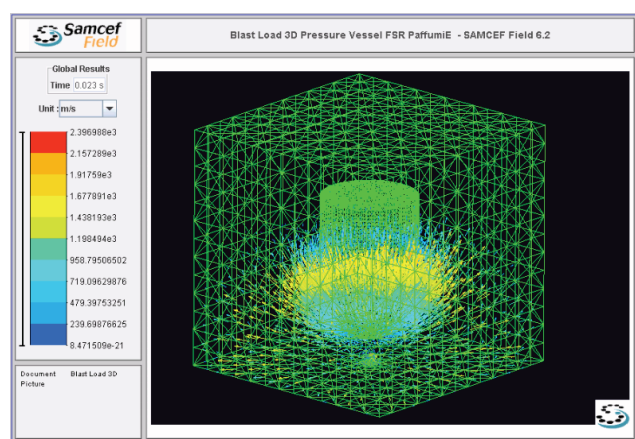 Samcef
Field
Blast Load 3D Pressure Vessel FSR PaffumiE - SAMCEF Field 6.2
Global Results
Time 0.023 s
Unit : m/s
2.396988e3
2.157289e3
1.91759e3
1.677891e3
1.438193e3
1.198494e3
958.79506502
719.09629876
479.39753251
239.69876625
8.471509e-21
Document Blast Load 3D
Picture